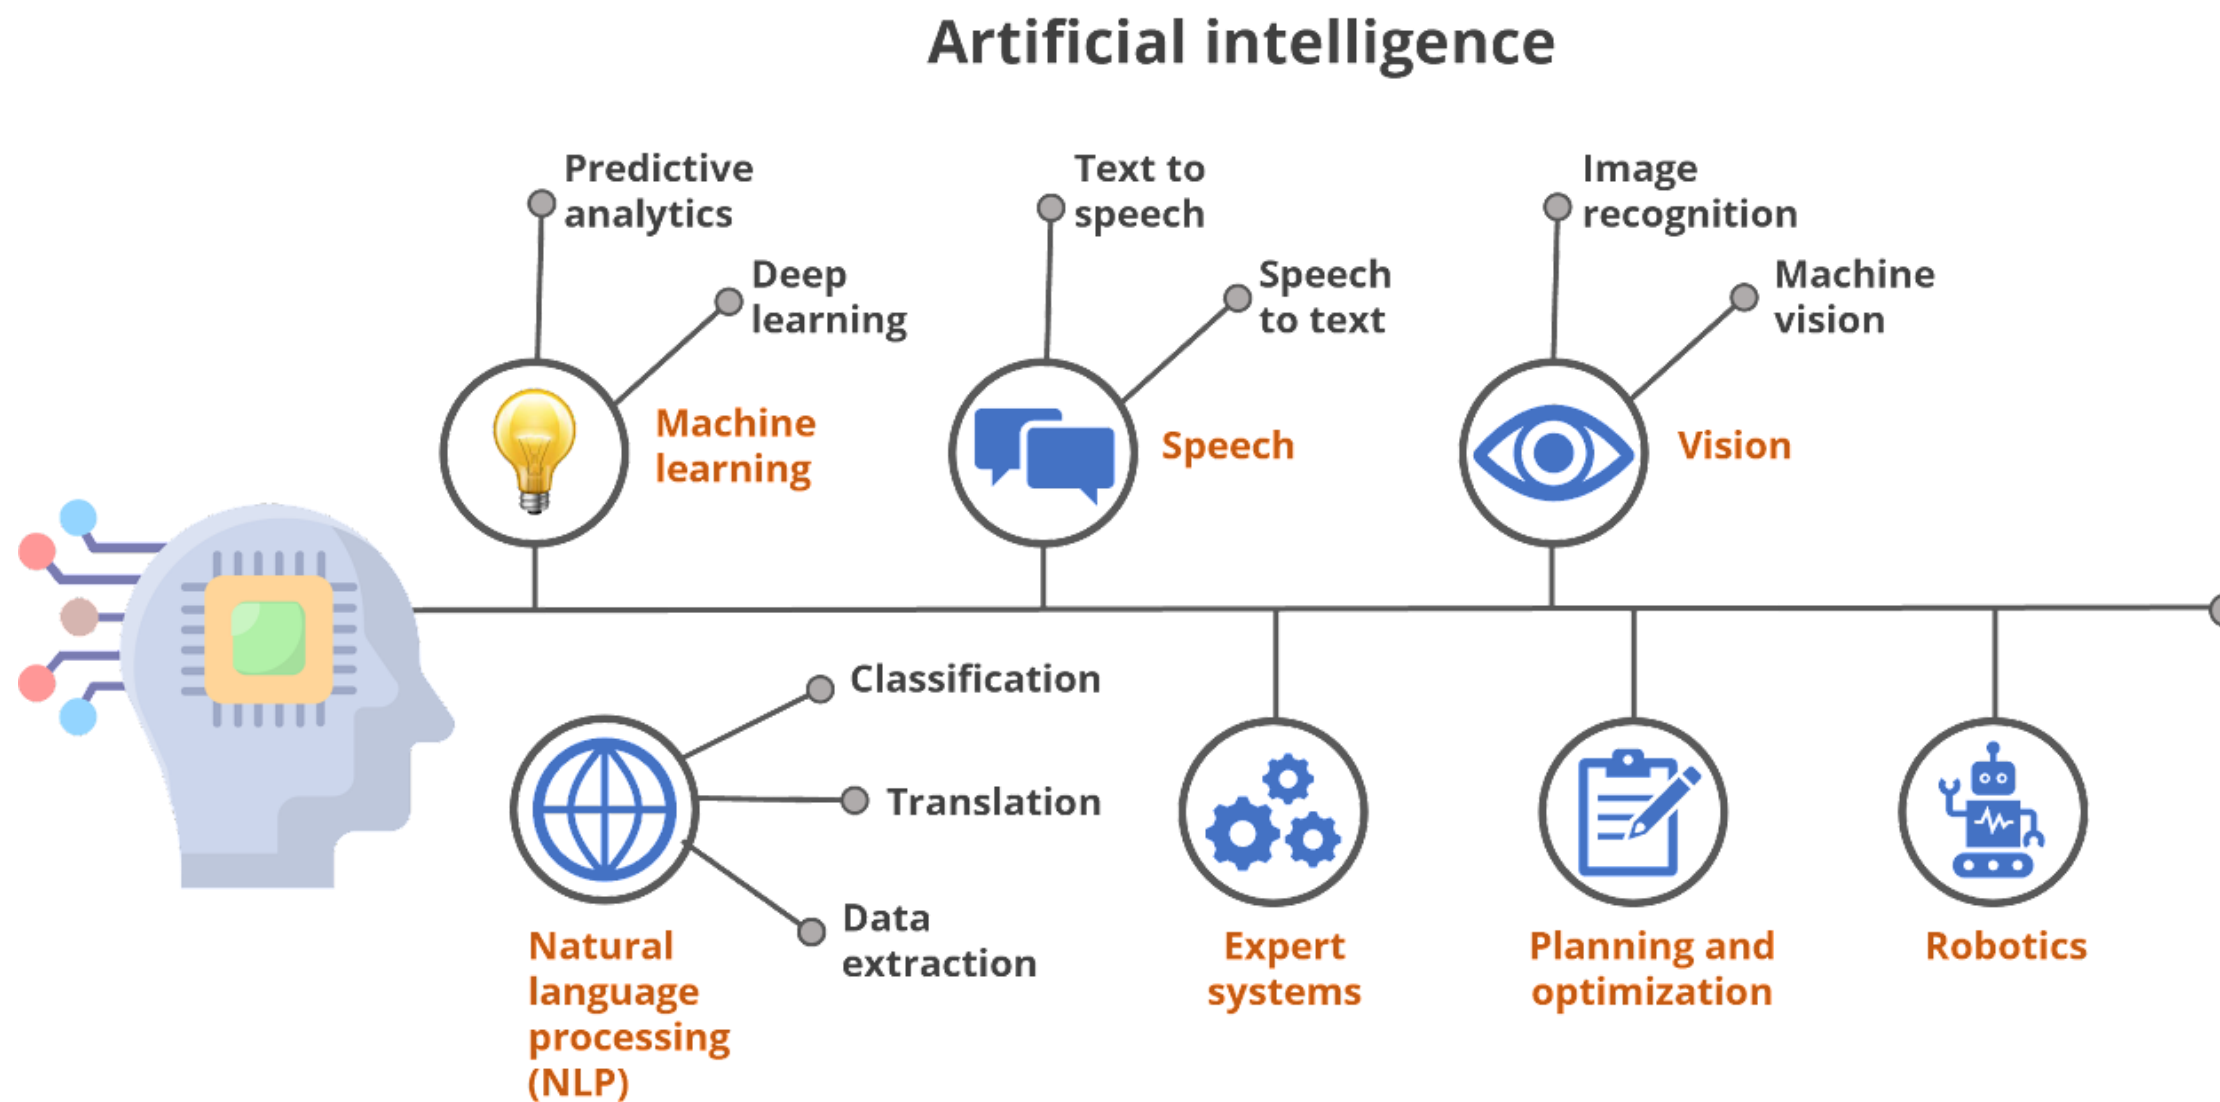 Artificial intelligence
Predictive
analytics
Deep
learning
Machine
learning
Text to
speech
Speech
to text
Speech
Image
recognition
Machine
vision
Vision
Classification
Translation
Data
extraction
Natural
language
processing
(NLP)
Expert
systems
Planning and
optimization
Robotics